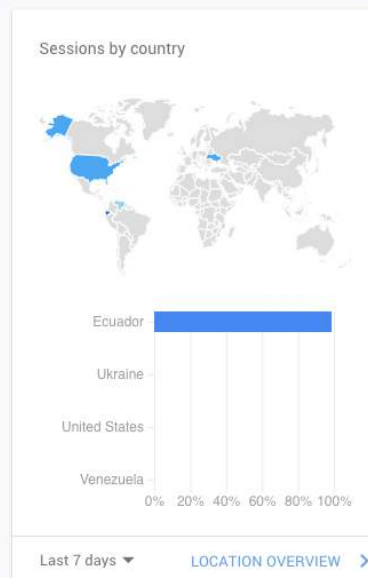 Sessions by country
Ecuador
Ukraine
United States
Venezuela
0% 20% 40% 60% 80% 100%
Last 7 days
LOCATION OVERVIEW